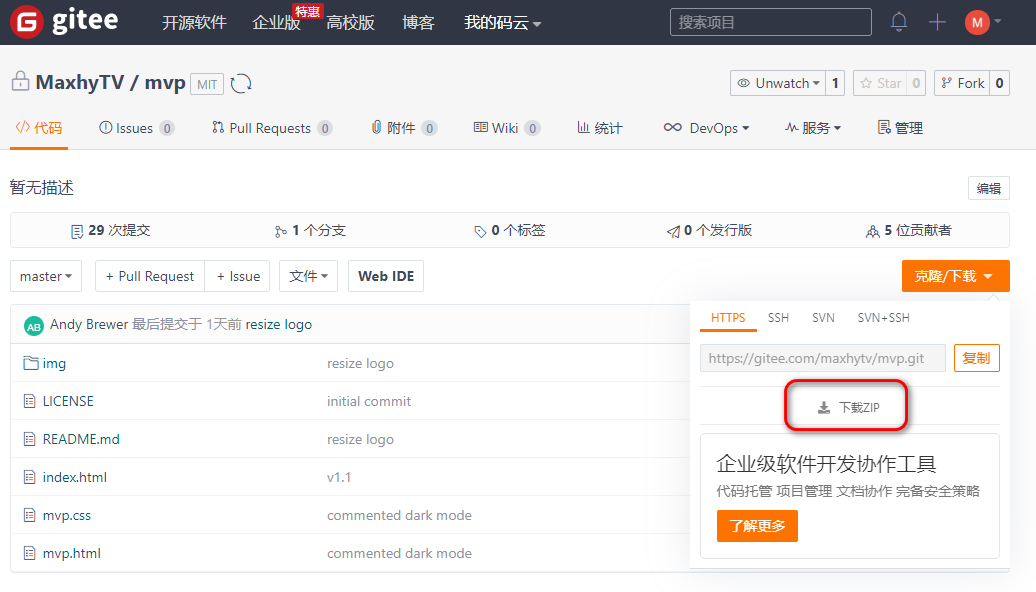 gitee 开源软件 企业版 特惠 高校版 博客 我的码云 搜索项目 M
MaxhyTV / mvp MIT Unwatch 1 Star 0 Fork 0
代码 Issues 0 Pull Requests 0 附件 0 Wiki 0 统计 DevOps 服务 管理
暂无描述 编辑
29 次提交 1 个分支 0 个标签 0 个发行版 5 位贡献者
master + Pull Request + Issue 文件 Web IDE 克隆/下载
AB Andy Brewer 最后提交于 1天前 resize logo
img resize logo
LICENSE initial commit
README.md resize logo
index.html v1.1
mvp.css commented dark mode
mvp.html commented dark mode
HTTPS SSH SVN SVN+SSH
https://gitee.com/maxhytv/mvp.git 复制
下载ZIP
企业级软件开发协作工具
代码托管 项目管理 文档协作 完备安全策略
了解更多